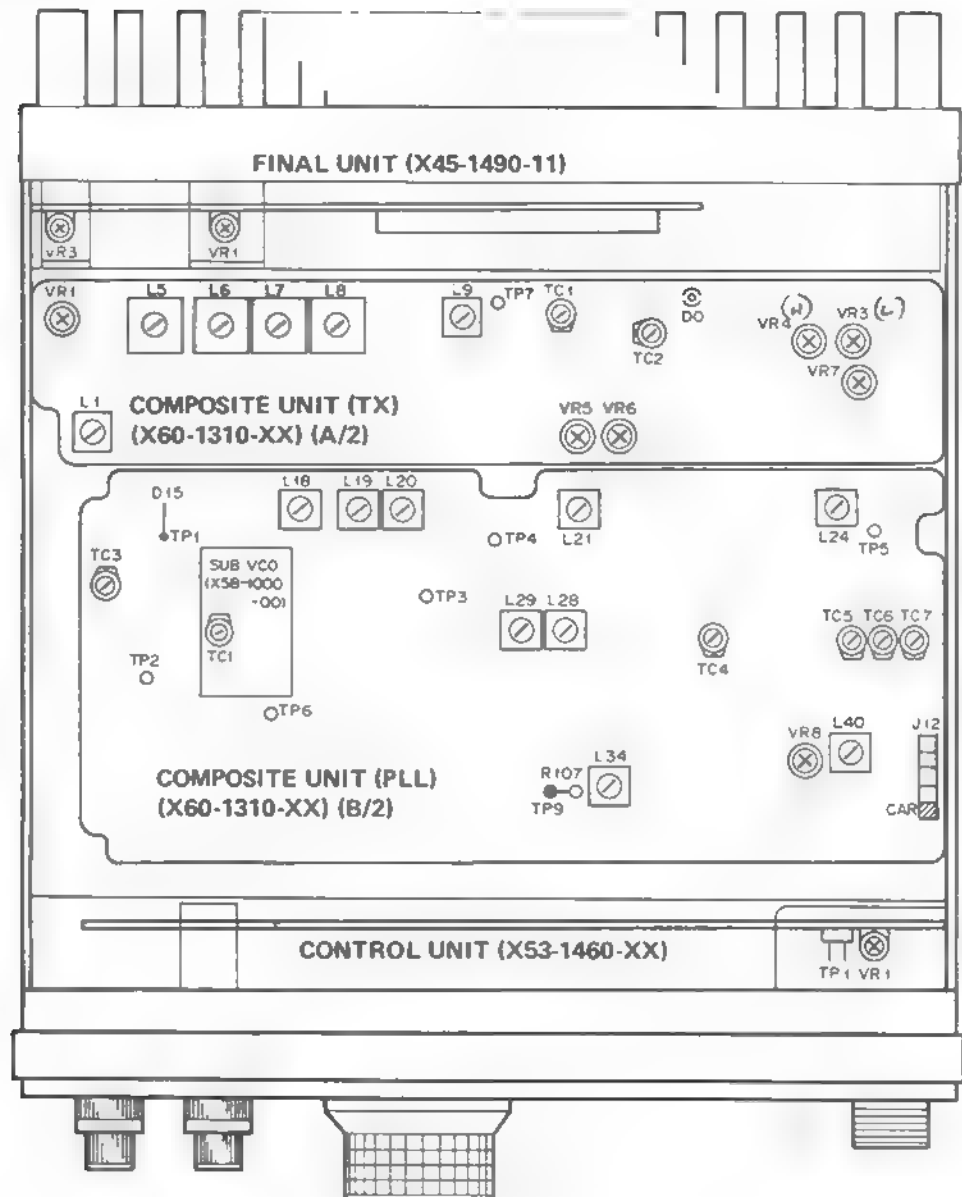 FINAL UNIT (X45-1490-11)
VR3
VR1
VR1
L5
L6
L7
L8
L9
TP7
TC1
DO
TC2
(H)
VR4
VR3 (L)
VR7
L1
COMPOSITE UNIT (TX)
(X60-1310-XX) (A/2)
VR5 VR6
D15
TP1
L18
L19 L20
TP4
L21
L24
TP5
TC3
SUB VCO
(X58-1000
-00)
TC1
TP3
L29 L28
TC4
TC5 TC6 TC7
TP2
TP6
COMPOSITE UNIT (PLL)
(X60-1310-XX) (B/2)
R107
TP9
L34
VR8
L40
J12
CAR
CONTROL UNIT (X53-1460-XX)
TP1 VR1